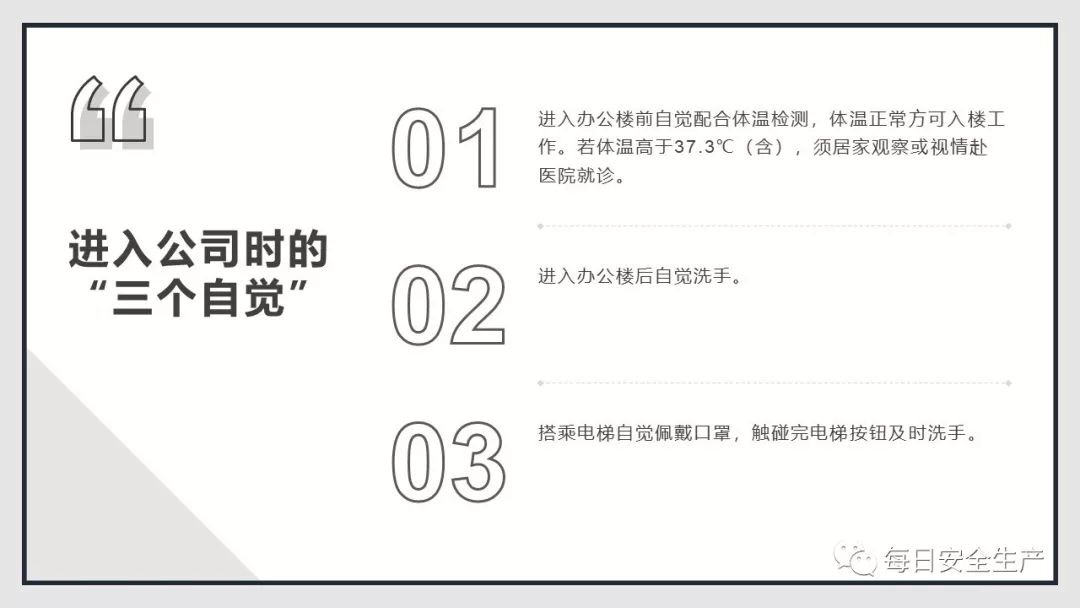 进入公司时的
“三个自觉”
01
进入办公楼前自觉配合体温检测，体温正常方可入楼工
作。若体温高于37.3℃（含），须居家观察或视情赴
医院就诊。
02
进入办公楼后自觉洗手。
03
搭乘电梯自觉佩戴口罩，触碰完电梯按钮及时洗手。
每日安全生产